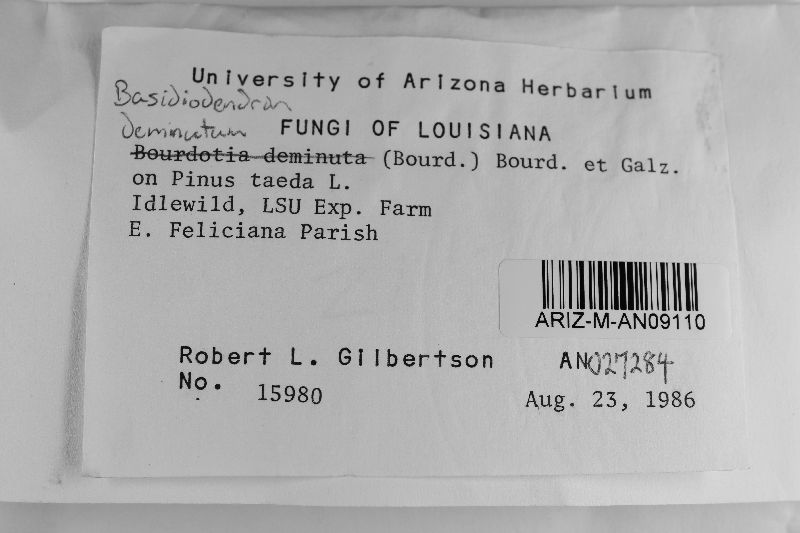 University of Arizona Herbarium
Basidiodendron
deminutum FUNGI OF LOUISIANA
Bourdotia deminuta (Bourd.) Bourd. et Galz.
on Pinus taeda L.
Idlewild, LSU Exp. Farm
E. Feliciana Parish
ARIZ-M-AN09110
Robert L. Gilbertson AN027284
No. 15980 Aug. 23, 1986